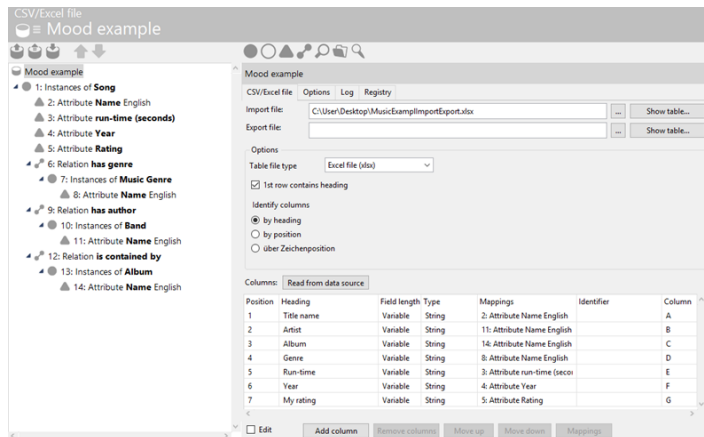 CSV/Excel file
Mood example
Mood example
1: Instances of Song
2: Attribute Name English
3: Attribute run-time (seconds)
4: Attribute Year
5: Attribute Rating
6: Relation has genre
7: Instances of Music Genre
8: Attribute Name English
9: Relation has author
10: Instances of Band
11: Attribute Name English
12: Relation is contained by
13: Instances of Album
14: Attribute Name English
Mood example
CSV/Excel file Options Log Registry
Import file: C:\User\Desktop\MusicExamplImportExport.xlsx ... Show table...
Export file: ... Show table...
Options
Table file type Excel file (xlsx)
1st row contains heading
Identify columns
by heading
by position
über Zeichenposition
Columns: Read from data source
Position Heading Field length Type Mappings Identifier Column
1 Title name Variable String 2: Attribute Name English A
2 Artist Variable String 11: Attribute Name English B
3 Album Variable String 14: Attribute Name English C
4 Genre Variable String 8: Attribute Name English D
5 Run-time Variable String 3: Attribute run-time (secon E
6 Year Variable String 4: Attribute Year F
7 My rating Variable String 5: Attribute Rating G
Edit Add column Remove columns Move up Move down Mappings